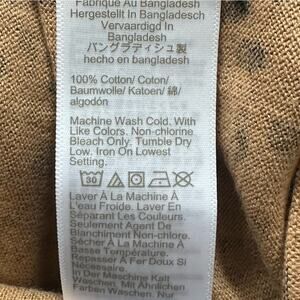 Fabriqué Au Bangladesh
Hergestellt In Bangladesch
Vervaardigd In
Bangladesh
バングラディシュ製
hecho en bangladesh
100% Cotton/ Coton/
Baumwolle/ Katoen/ 綿/
algodón
Machine Wash Cold. With
Like Colors. Non-chlorine
Bleach Only. Tumble Dry
Low. Iron On Lowest
Setting.
30
Laver À La Machine À
L'eau Froide. Laver En
Séparant Les Couleurs.
Seulement Agent De
Blanchiment Non-chloro.
Sécher À La Machine À
Basse Température.
Repasser À Fer Doux Si
Nécessaire.
In Der Maschine Kalt
Waschen. Mit Ähnlichen
Farben Waschen. Nur